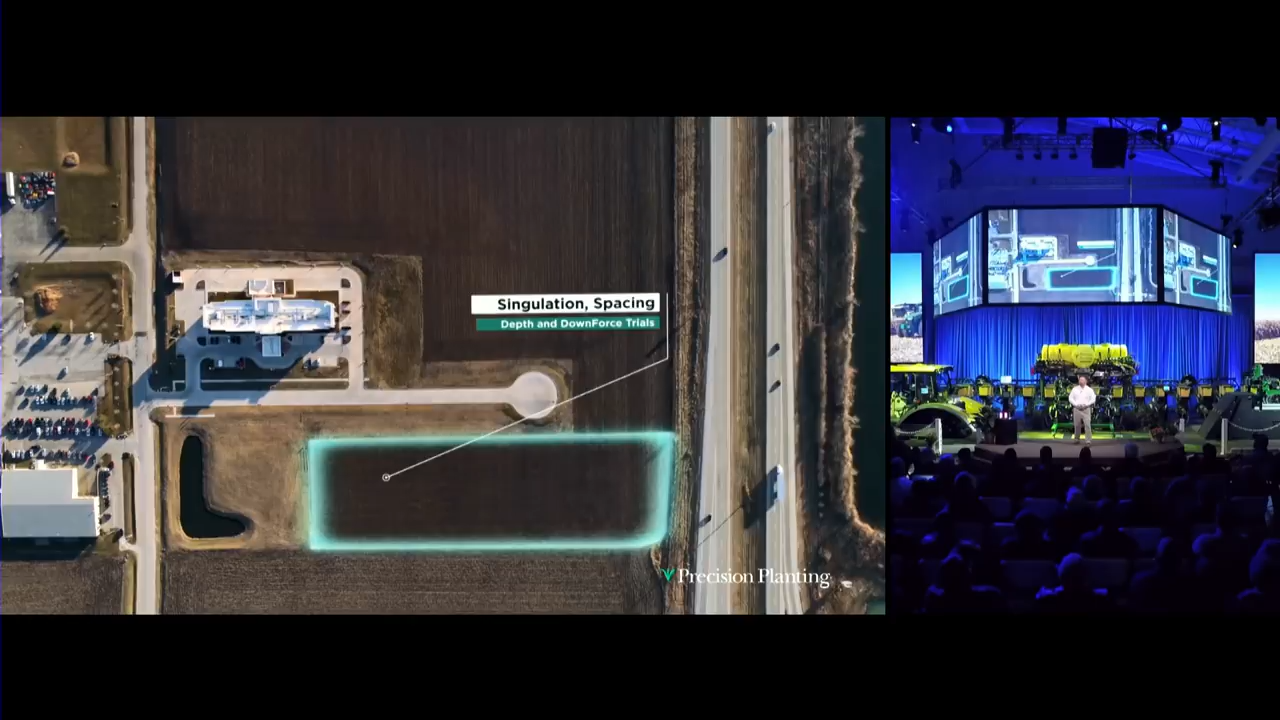 Singulation, Spacing
Depth and DownForce Trials
Precision Planting